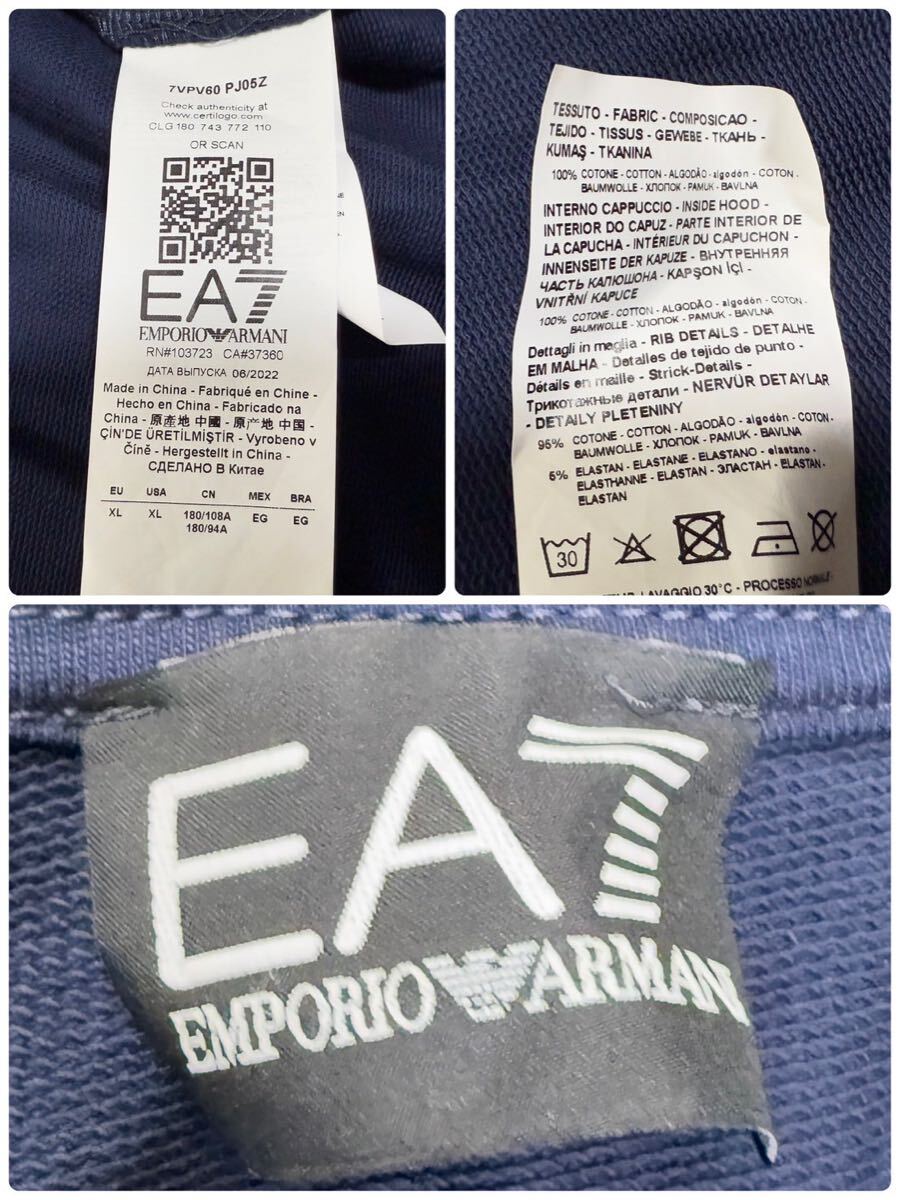 7VPV60 PJ05Z
Check authenticity at
www.certilogo.com
CLG 180 743 772 110
OR SCAN
EA7
EMPORIO ARMANI
RN#103723 CA#37360
ДАТА ВЫПУСКА 06/2022
Made in China - Fabriqué en Chine -
Hecho en China - Fabricado na
China - 原產地 中國 - 原产地 中国 -
ÇİN'DE ÜRETİLMİŞTİR - Vyrobeno v
Číně - Hergestellt in China -
СДЕЛАНО В Китае
EU USA CN MEX BRA
XL XL 180/108A EG EG
180/94A
TESSUTO - FABRIC - COMPOSICAO -
TEJIDO - TISSUS - GEWEBE - ТКАНЬ -
KUMAŞ - TKANINA
100% COTONE - COTTON - ALGODÃO - algodón - COTON -
BAUMWOLLE - ХЛОПОК - PAMUK - BAVLNA
INTERNO CAPPUCCIO - INSIDE HOOD -
INTERIOR DO CAPUZ - PARTE INTERIOR DE
LA CAPUCHA - INTÉRIEUR DU CAPUCHON -
INNENSEITE DER KAPUZE - ВНУТРЕННЯЯ
ЧАСТЬ КАПЮШОНА - KAPŞON İÇİ -
VNITŘNÍ KAPUCE
100% COTONE - COTTON - ALGODÃO - algodón - COTON -
BAUMWOLLE - ХЛОПОК - PAMUK - BAVLNA
Dettagli in maglia - RIB DETAILS - DETALHE
EM MALHA - Detalles de tejido de punto -
Détails en maille - Strick-Details -
Трикотажные детали - NERVÜR DETAYLAR
- DETAILY PLETENINY
95% COTONE - COTTON - ALGODÃO - algodón - COTON -
BAUMWOLLE - ХЛОПОК - PAMUK - BAVLNA
5% ELASTAN - ELASTANE - ELASTANO - elastano -
ELASTHANNE - ELASTAN - ЭЛАСТАН - ELASTAN -
ELASTAN
30
LAVAGGIO 30°C - PROCESSO NORMALE -
EA7
EMPORIO ARMANI